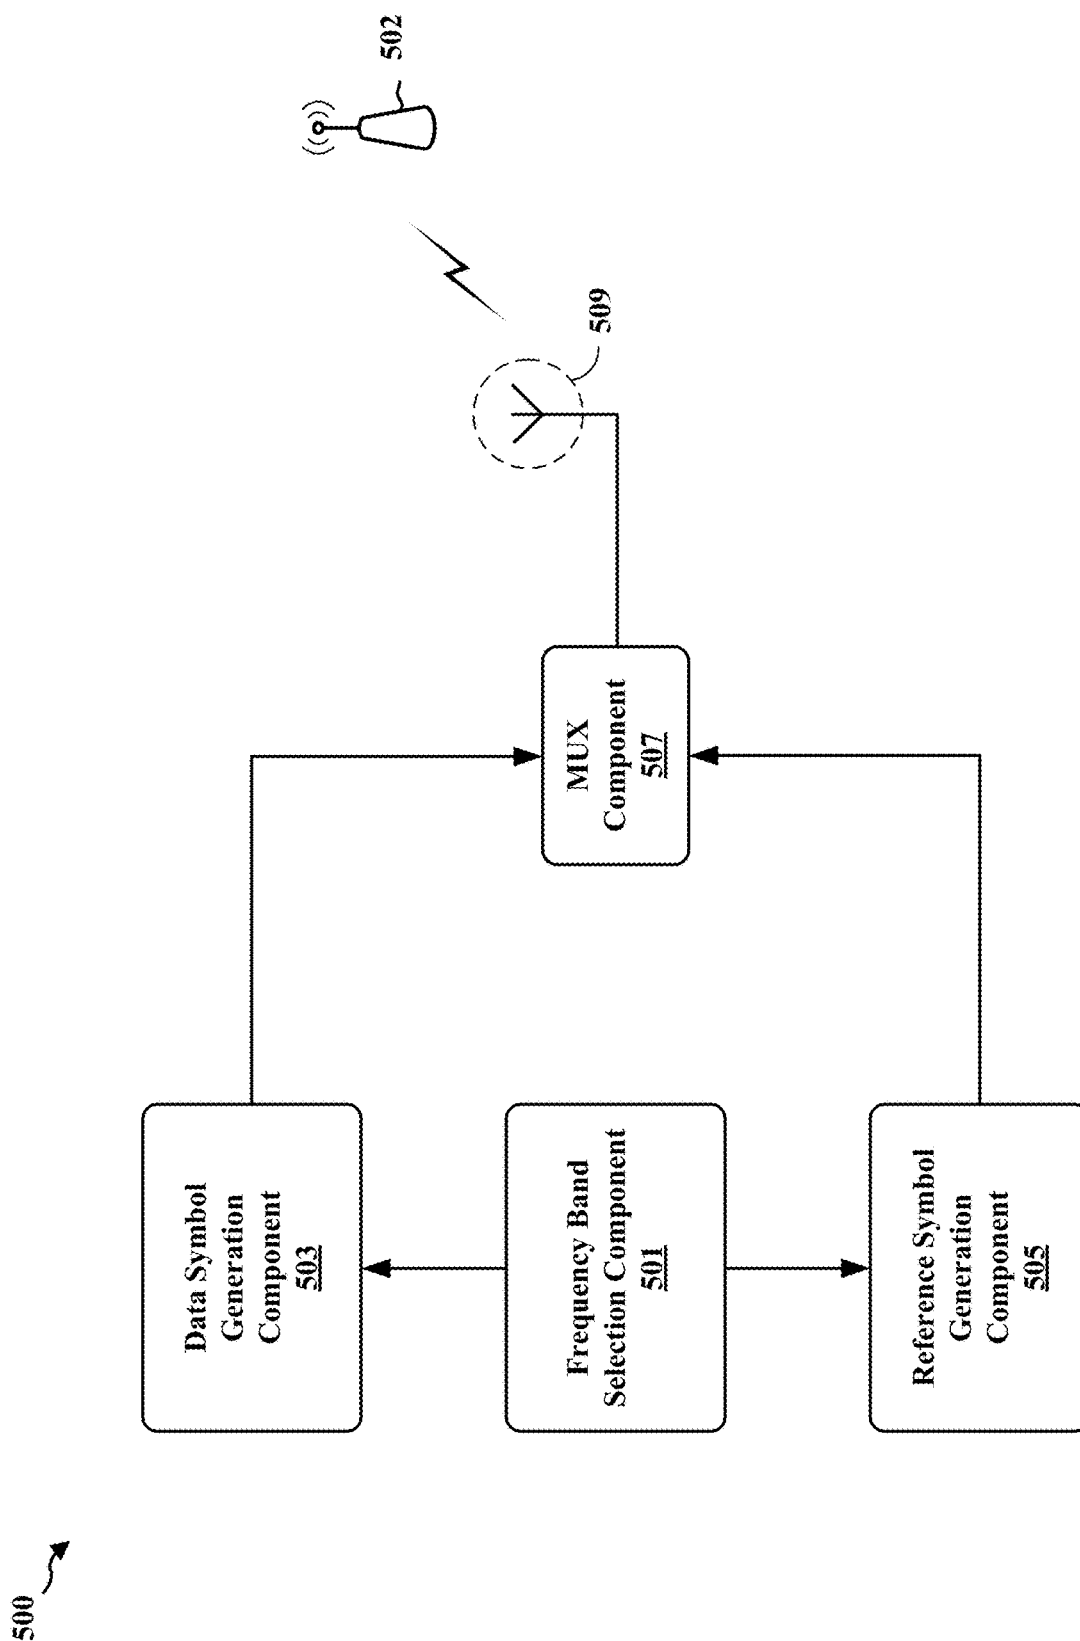 500
Data Symbol
Generation
Component
503
Frequency Band
Selection Component
501
Reference Symbol
Generation
Component
505
MUX
Component
507
509
502